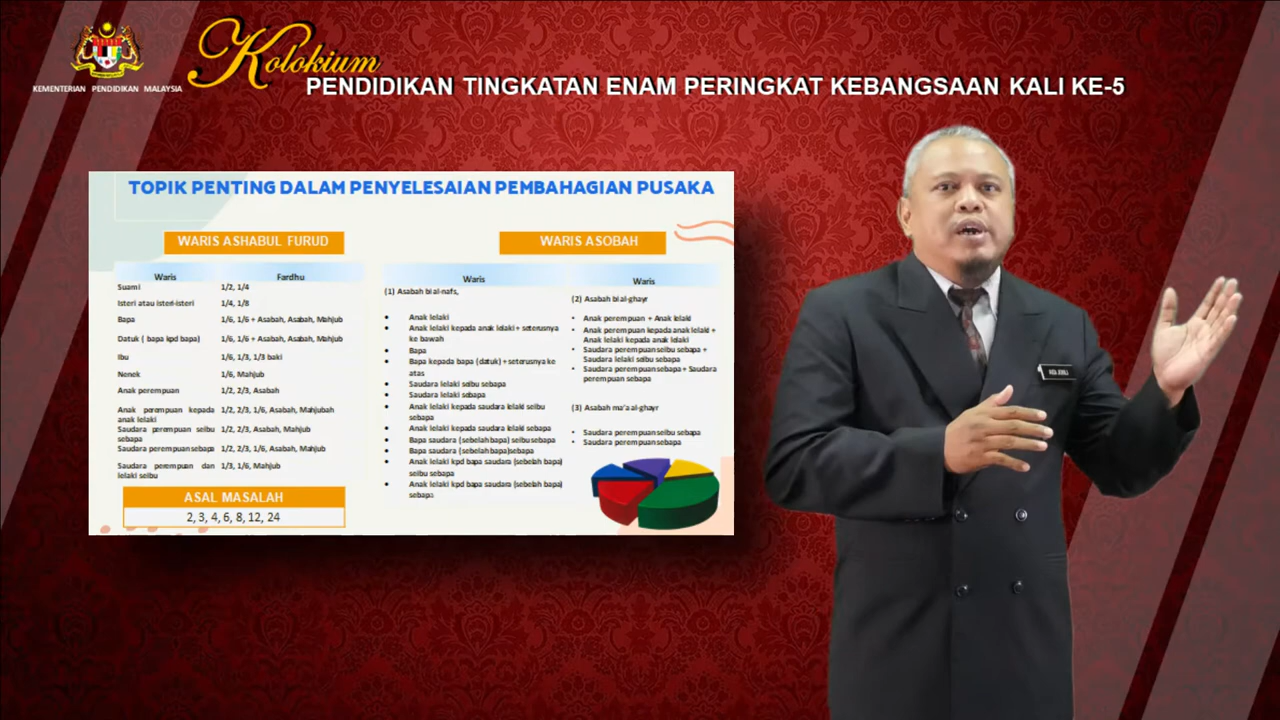 KEMENTERIAN PENDIDIKAN MALAYSIA
Kolokium
PENDIDIKAN TINGKATAN ENAM PERINGKAT KEBANGSAAN KALI KE-5
TOPIK PENTING DALAM PENYELESAIAN PEMBAHAGIAN PUSAKA
WARIS ASHABUL FURUD
Waris Fardhu
Suami 1/2, 1/4
Isteri atau isteri-isteri 1/4, 1/8
Bapa 1/6, 1/6 + Asabah, Asabah, Mahjub
Datuk ( bapa kpd bapa) 1/6, 1/6 + Asabah, Asabah, Mahjub
Ibu 1/6, 1/3, 1/3 baki
Nenek 1/6, Mahjub
Anak perempuan 1/2, 2/3, Asabah
Anak perempuan kepada 1/2, 2/3, 1/6, Asabah, Mahjubah
anak lelaki
Saudara perempuan seibu 1/2, 2/3, Asabah, Mahjub
sebapa
Saudara perempuan sebapa 1/2, 2/3, 1/6, Asabah, Mahjub
Saudara perempuan dan 1/3, 1/6, Mahjub
lelaki seibu
ASAL MASALAH
2, 3, 4, 6, 8, 12, 24
WARIS ASOBAH
Waris
(1) Asabah bi al-nafs,
• Anak lelaki
• Anak lelaki kepada anak lelaki + seterusnya
ke bawah
• Bapa
• Bapa kepada bapa (datuk) + seterusnya ke
atas
• Saudara lelaki seibu sebapa
• Saudara lelaki sebapa
• Anak lelaki kepada saudara lelaki seibu
sebapa
• Anak lelaki kepada saudara lelaki sebapa
• Bapa saudara (sebelah bapa) seibu sebapa
• Bapa saudara (sebelah bapa)sebapa
• Anak lelaki kpd bapa saudara (sebelah bapa)
seibu sebapa
• Anak lelaki kpd bapa saudara (sebelah bapa)
sebapa
Waris
(2) Asabah bi al-ghayr
• Anak perempuan + Anak lelaki
• Anak perempuan kepada anak lelaki +
Anak lelaki kepada anak lelaki
• Saudara perempuan seibu sebapa +
Saudara lelaki seibu sebapa
• Saudara perempuan sebapa + Saudara
perempuan sebapa
(3) Asabah ma'a al-ghayr
• Saudara perempuan seibu sebapa
• Saudara perempuan sebapa